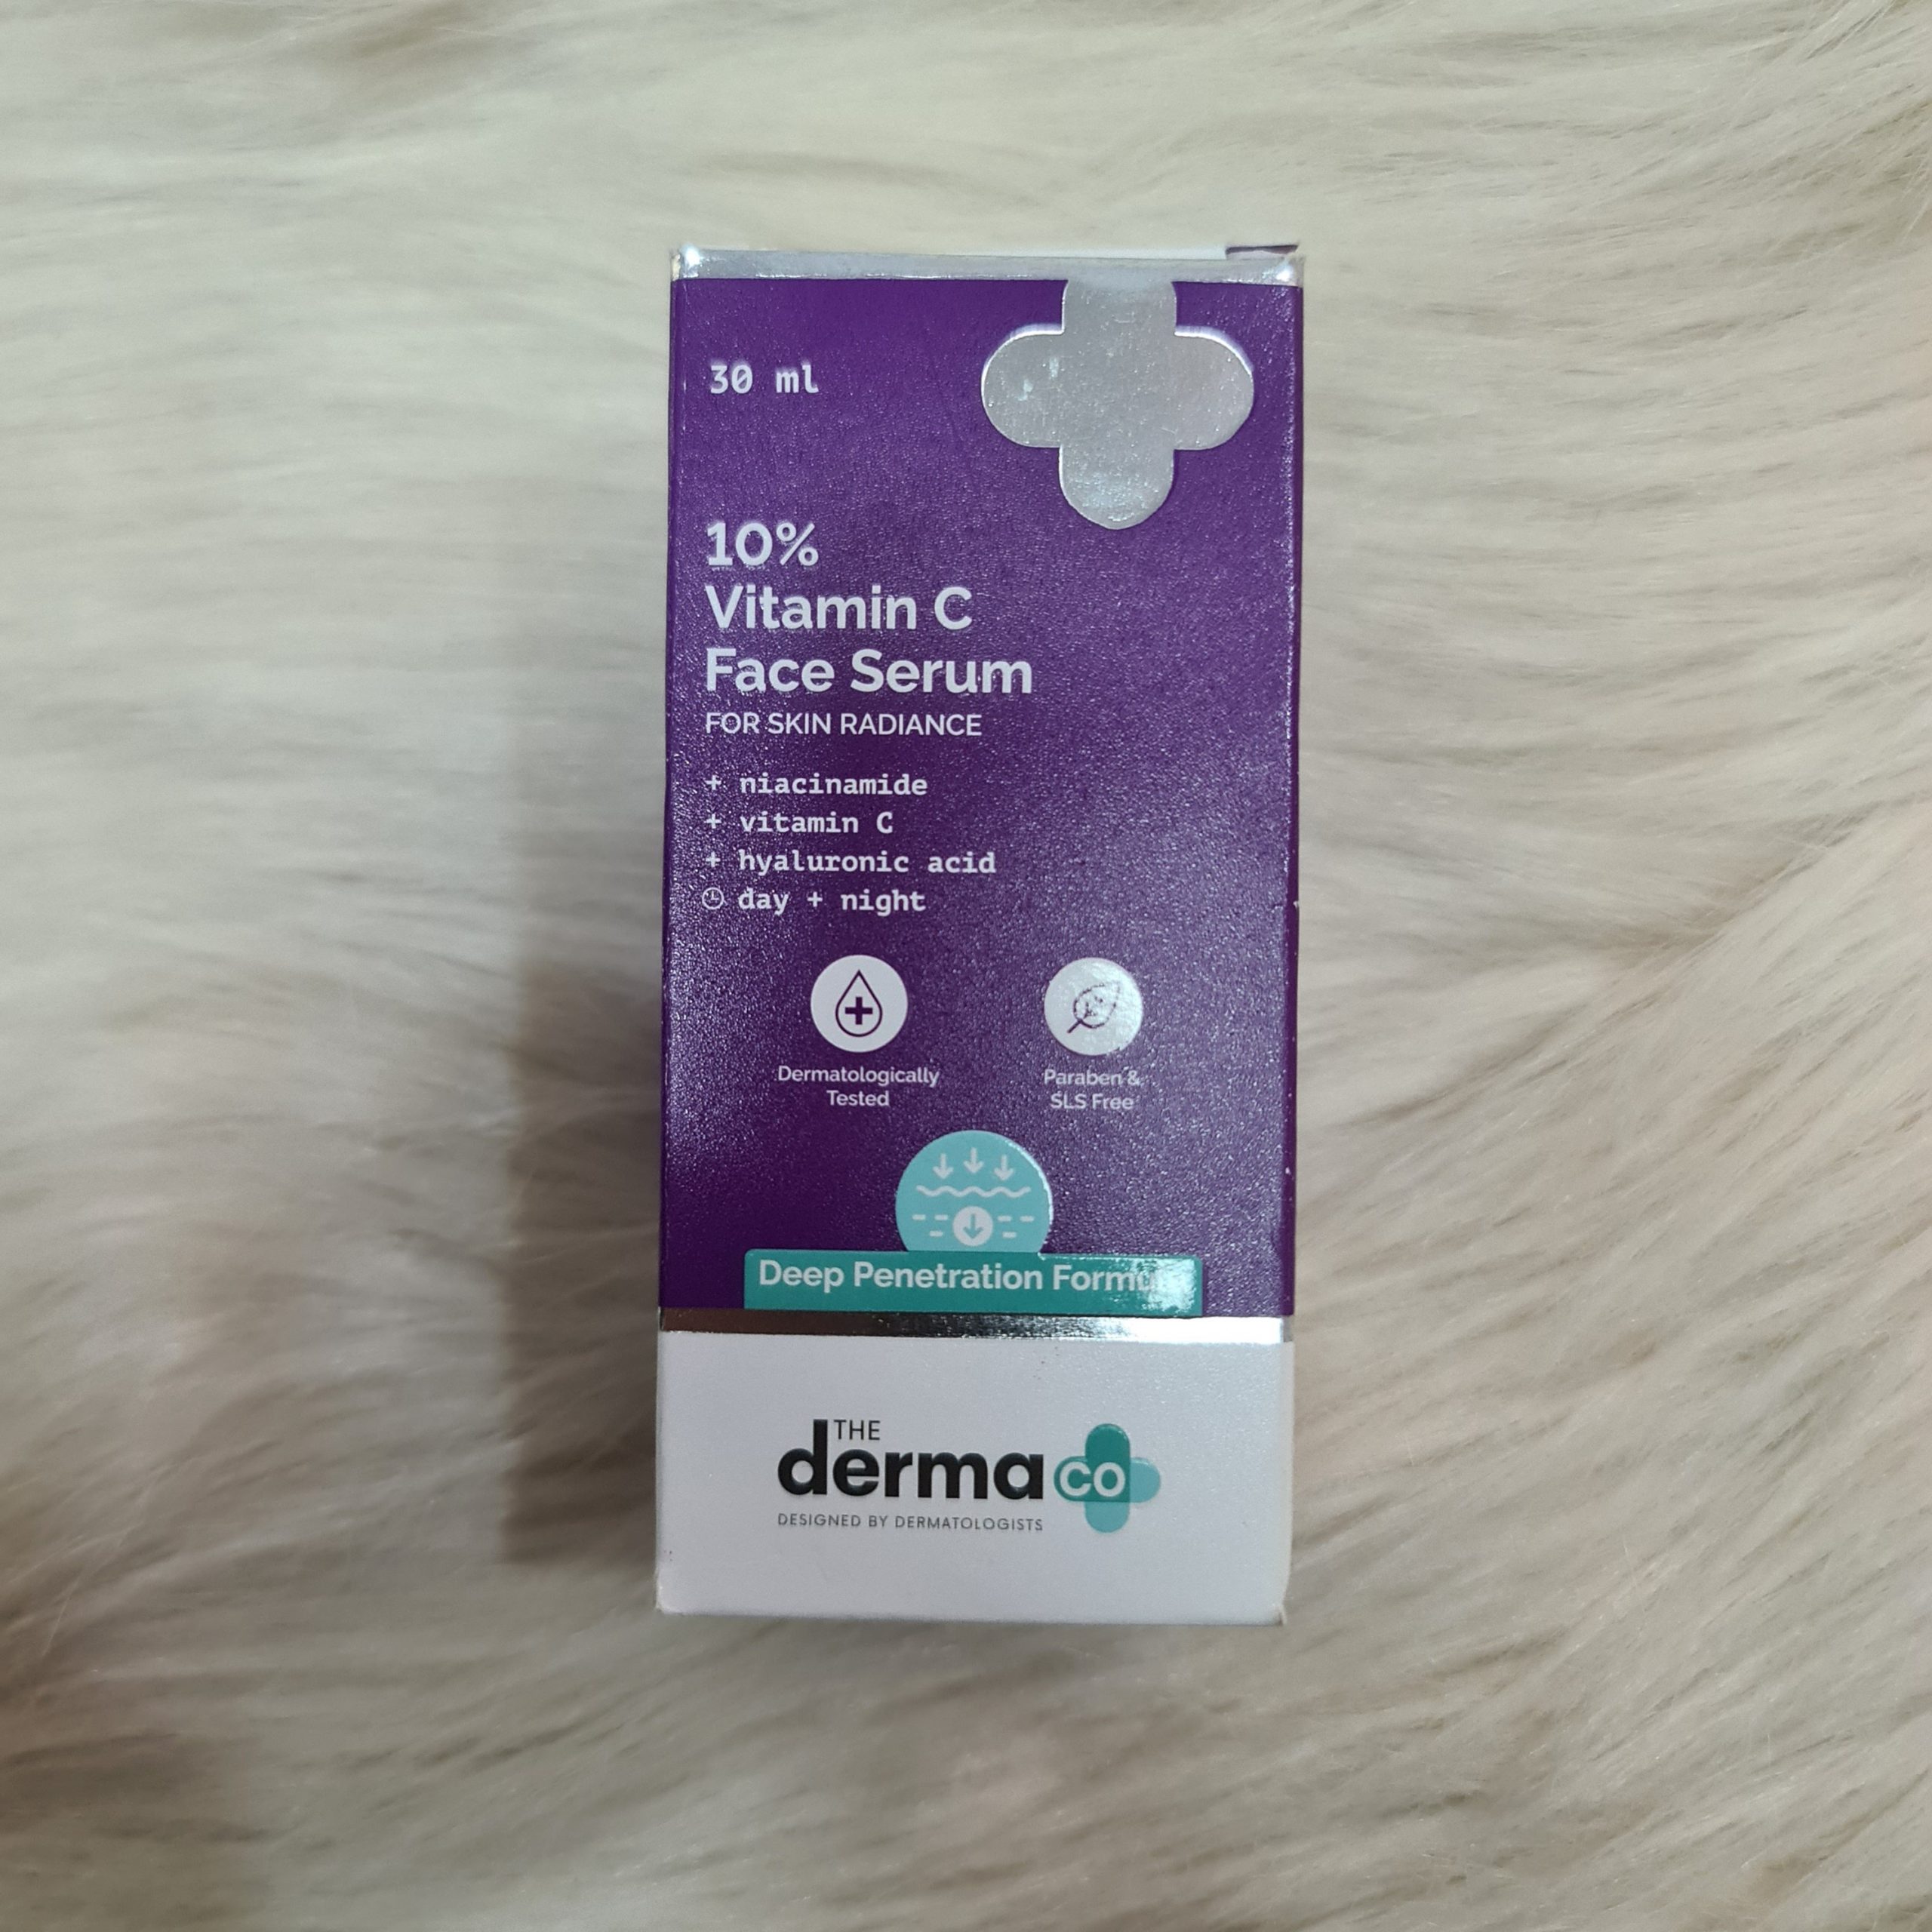 30 ml
10%
Vitamin C
Face Serum
FOR SKIN RADIANCE
+ niacinamide
+ vitamin C
+ hyaluronic acid
day + night
Dermatologically
Tested
Paraben &
SLS Free
Deep Penetration
THE
derma co
DESIGNED BY DERMATOLOGISTS